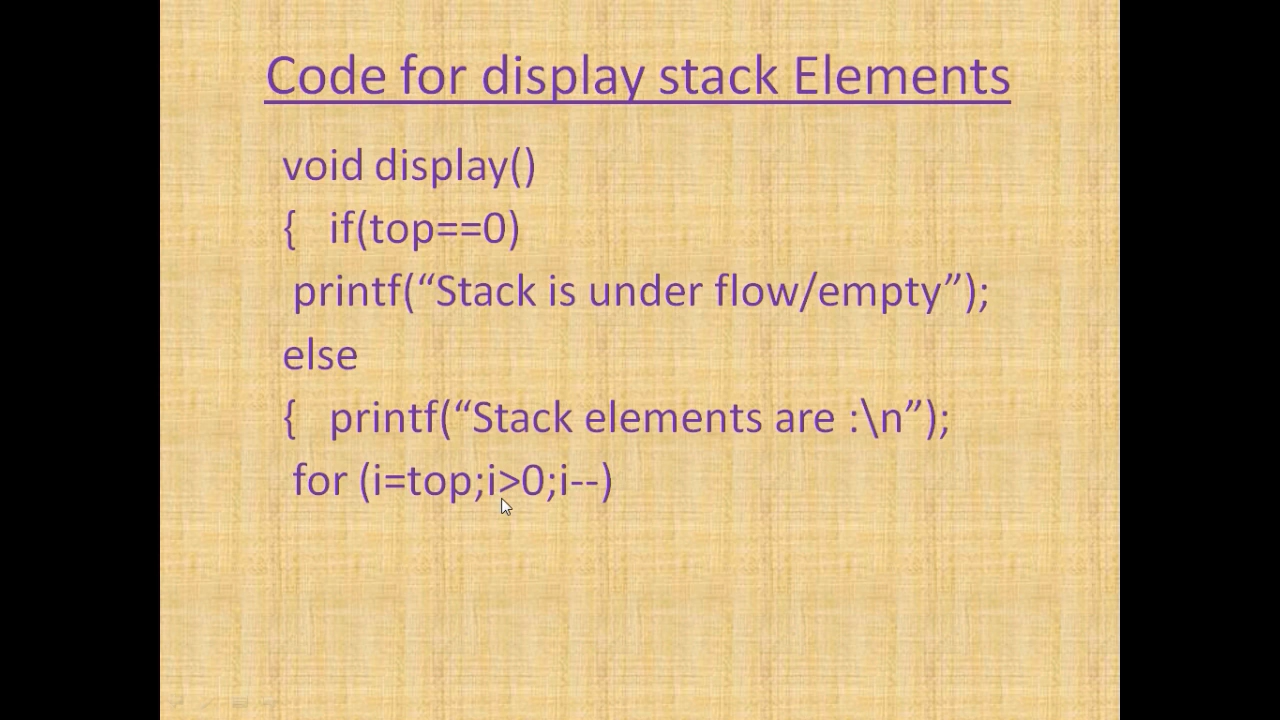 Code for display stack Elements
void display()
{ if(top==0)
printf(“Stack is under flow/empty”);
else
{ printf(“Stack elements are :\n”);
for (i=top;i>0;i--)